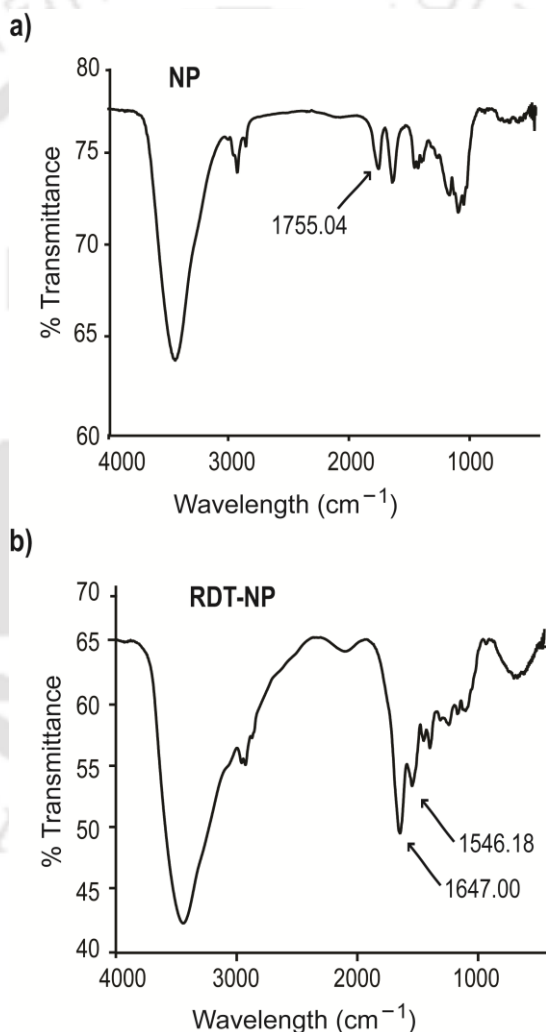 a)
NP
80
75
70
65
60
% Transmittance
1755.04
4000 3000 2000 1000
Wavelength (cm⁻¹)
b)
RDT-NP
70
65
60
55
50
45
40
% Transmittance
1546.18
1647.00
4000 3000 2000 1000
Wavelength (cm⁻¹)